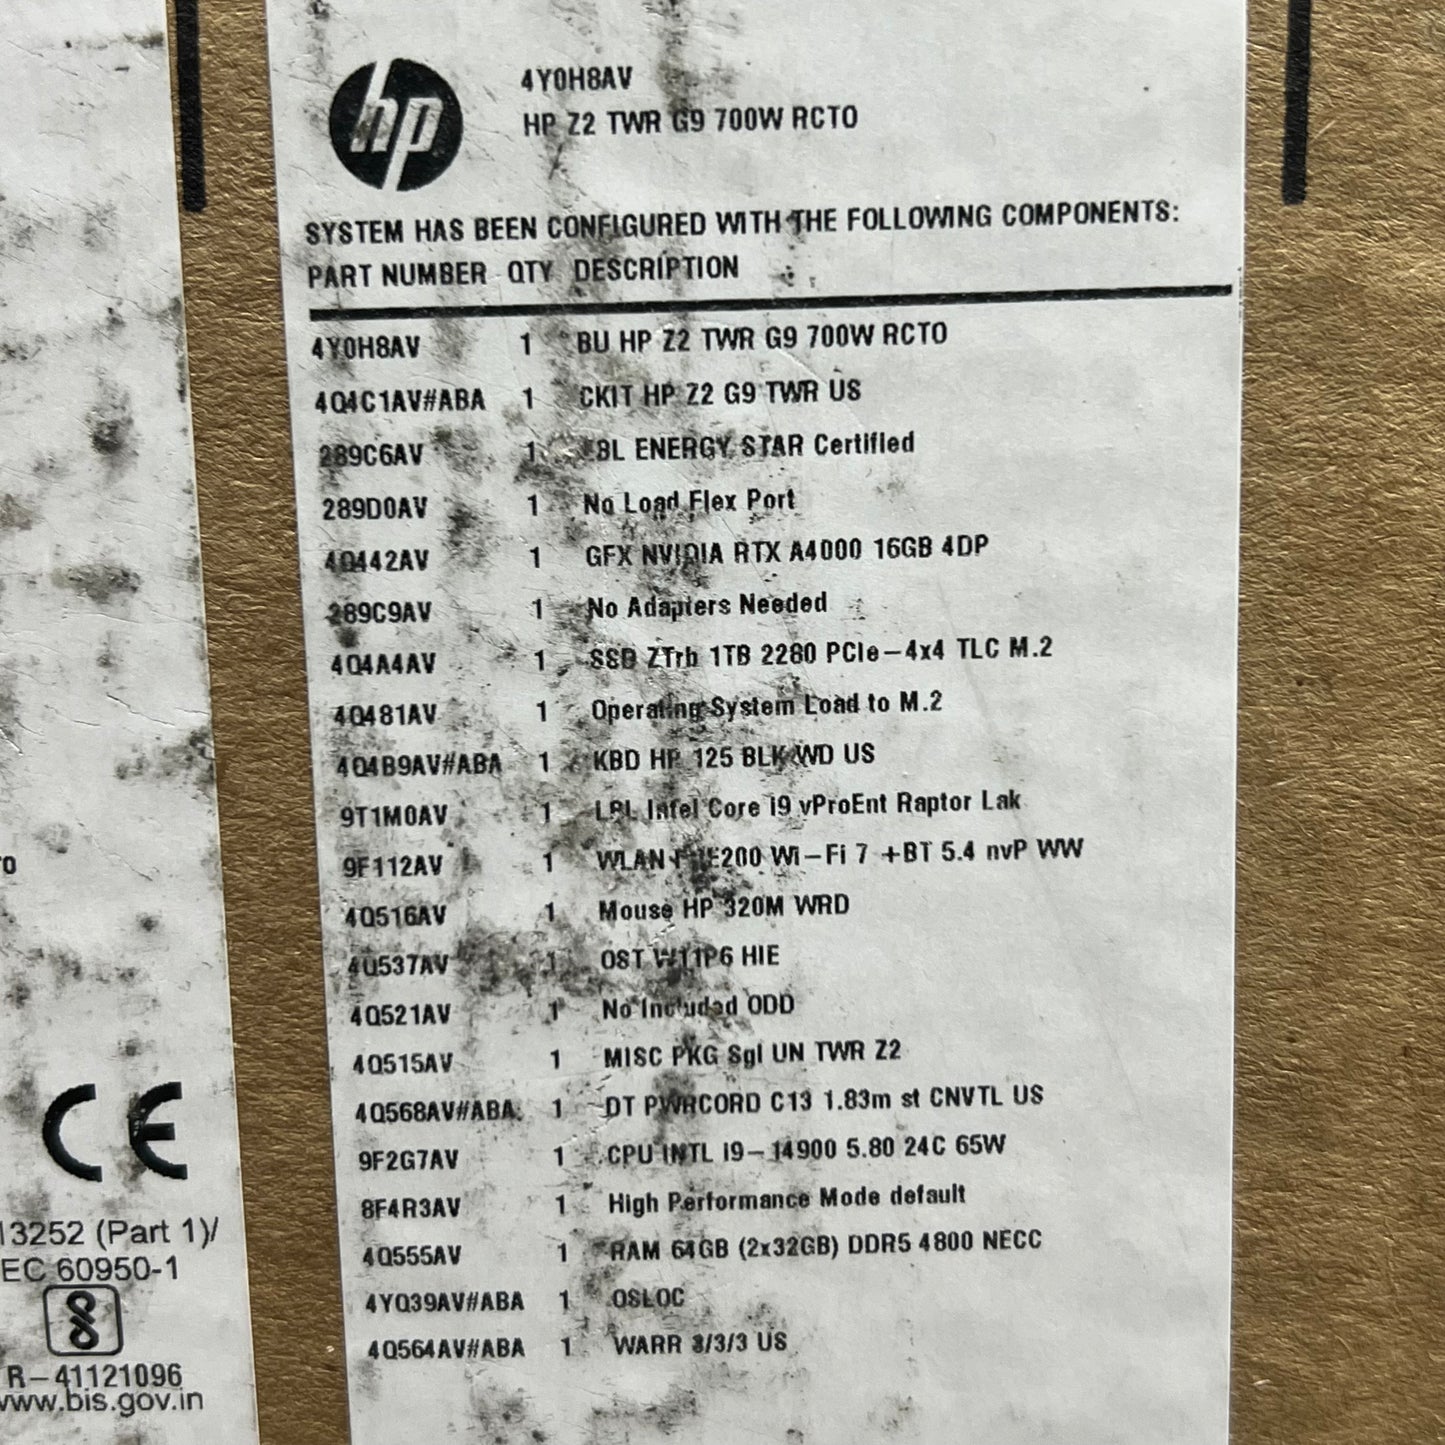 hp
4Y0H8AV
HP Z2 TWR G9 700W RCTO
SYSTEM HAS BEEN CONFIGURED WITH THE FOLLOWING COMPONENTS:
PART NUMBER QTY DESCRIPTION
4Y0H8AV 1 BU HP Z2 TWR G9 700W RCTO
4Q4C1AV#ABA 1 CKIT HP Z2 G9 TWR US
289C6AV 1 LBL ENERGY STAR Certified
289D0AV 1 No Load Flex Port
4Q442AV 1 GFX NVIDIA RTX A4000 16GB 4DP
289C9AV 1 No Adapters Needed
4Q4A4AV 1 SSD ZTrb 1TB 2280 PCIe-4x4 TLC M.2
4Q481AV 1 Operating System Load to M.2
4Q4B9AV#ABA 1 KBD HP 125 BLK WD US
9T1M0AV 1 LBL Intel Core i9 vProEnt Raptor Lak
9F112AV 1 WLAN Wi-Fi 7 +BT 5.4 nvP WW
4Q516AV 1 Mouse HP 320M WRD
4Q537AV 1 OST W11P6 HIE
4Q521AV 1 No Included ODD
4Q515AV 1 MISC PKG Sgl UN TWR Z2
4Q568AV#ABA 1 DT PWRCORD C13 1.83m st CNVTL US
9F2G7AV 1 CPU INTL I9-14900 5.80 24C 65W
8F4R3AV 1 High Performance Mode default
4Q555AV 1 RAM 64GB (2x32GB) DDR5 4800 NECC
4YQ39AV#ABA 1 OSLOC
4Q564AV#ABA 1 WARR 3/3/3 US
CE
13252 (Part 1)/
EC 60950-1
R-41121096
www.bis.gov.in